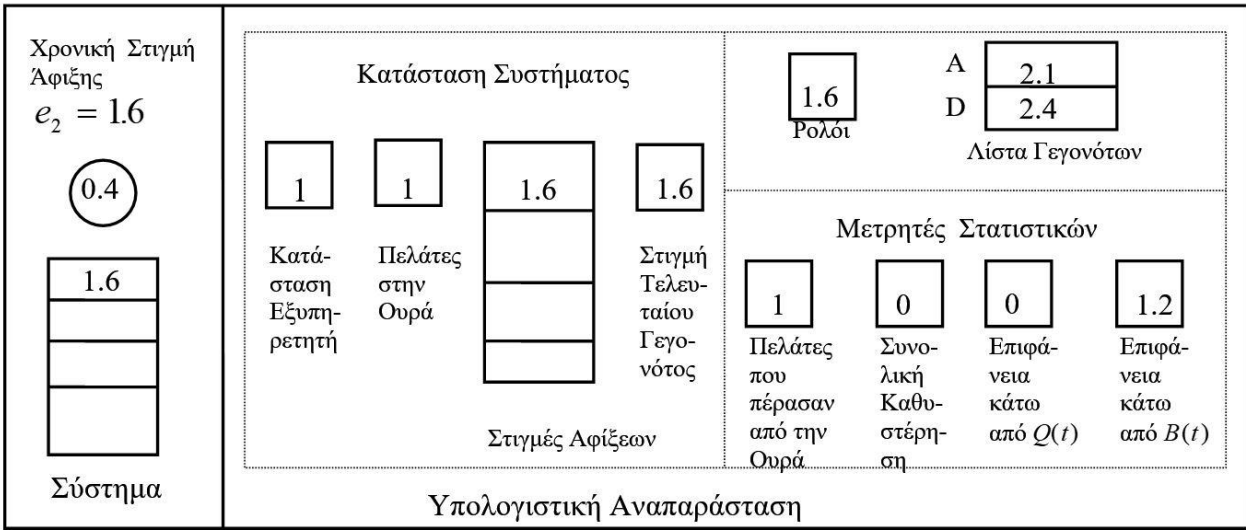 Χρονική Στιγμή
Άφιξης
e₂ = 1.6
0.4
1.6
Σύστημα
Κατάσταση Συστήματος
1
1
1.6
1.6
Κατά-
σταση
Εξυπη-
ρετητή
Πελάτες
στην
Ουρά
Στιγμή
Τελευ-
ταίου
Γεγο-
νότος
Στιγμές Αφίξεων
1.6
Ρολόι
A 2.1
D 2.4
Λίστα Γεγονότων
Μετρητές Στατιστικών
1
0
0
1.2
Πελάτες
που
πέρασαν
από την
Ουρά
Συνο-
λική
Καθυ-
στέρη-
ση
Επιφά-
νεια
κάτω
από Q(t)
Επιφά-
νεια
κάτω
από B(t)
Υπολογιστική Αναπαράσταση